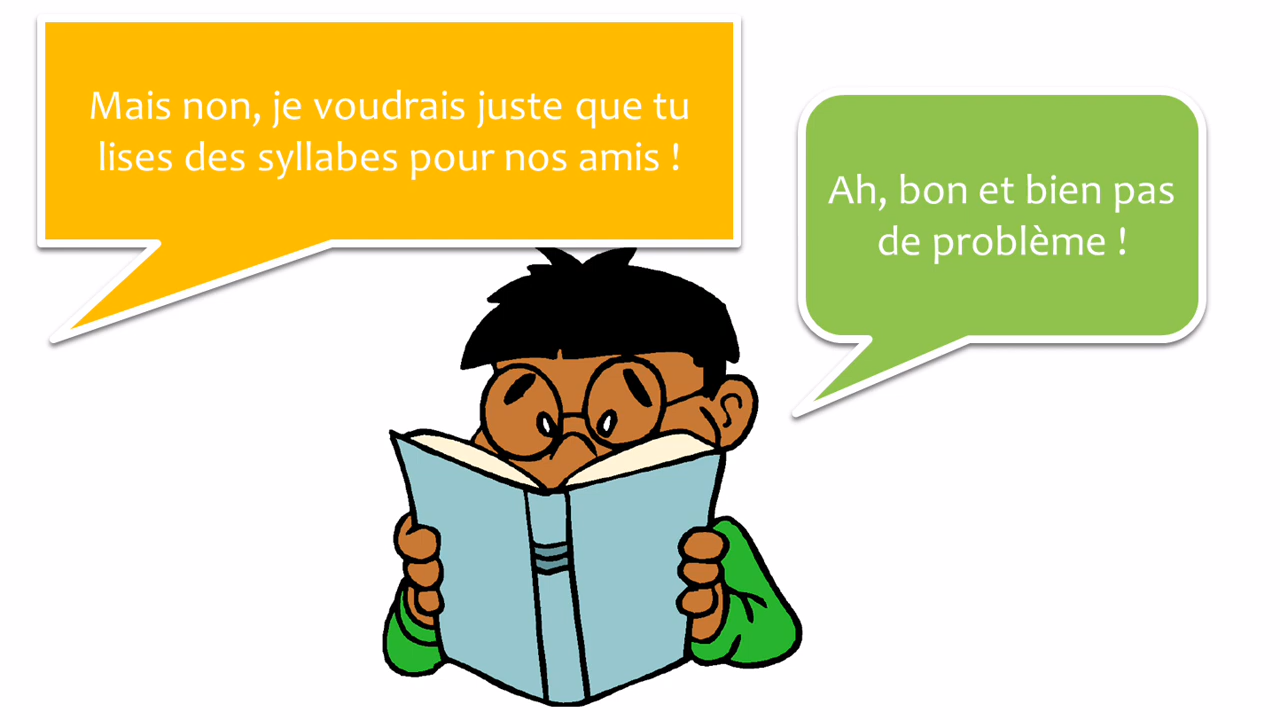 Mais non, je voudrais juste que tu
lises des syllabes pour nos amis !
Ah, bon et bien pas
de problème !